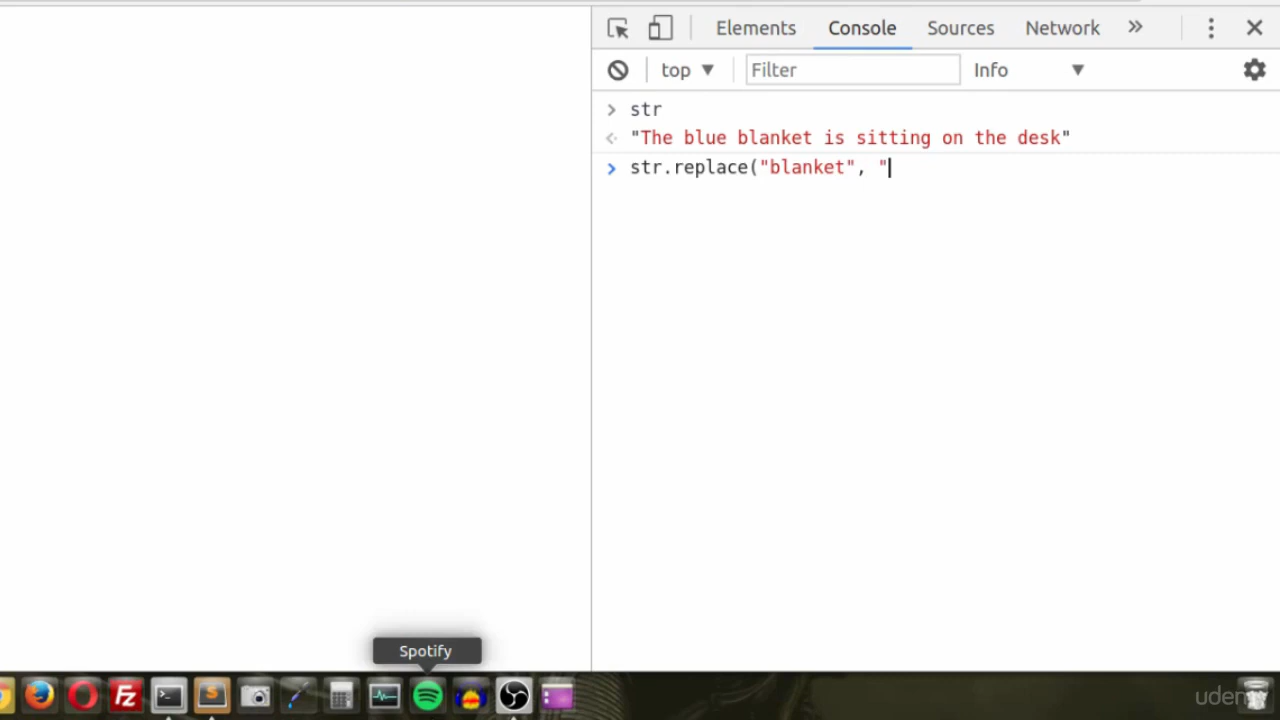 Elements Console Sources Network »
top ▼ Filter Info ▼
> str
"The blue blanket is sitting on the desk"
> str.replace("blanket", "
Spotify
Fz S
udemy